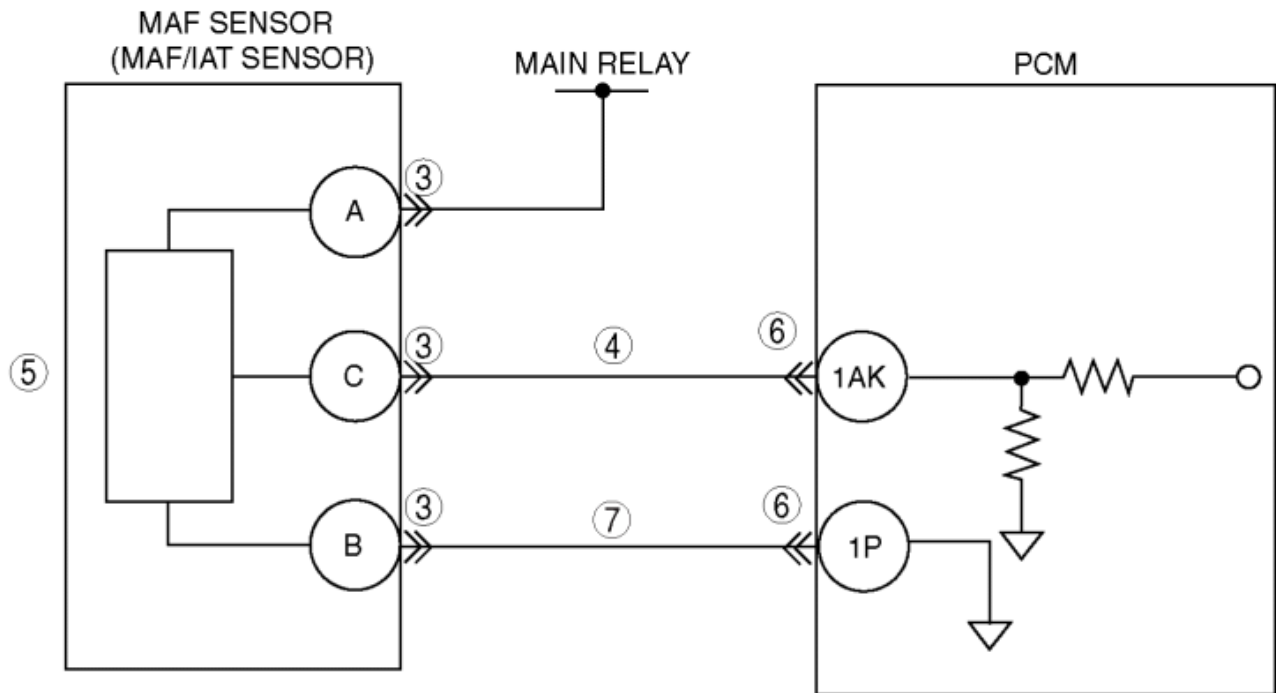 MAF SENSOR
(MAF/IAT SENSOR)
MAIN RELAY
PCM
A
3
C
3
4
6
1AK
5
B
3
7
6
1P